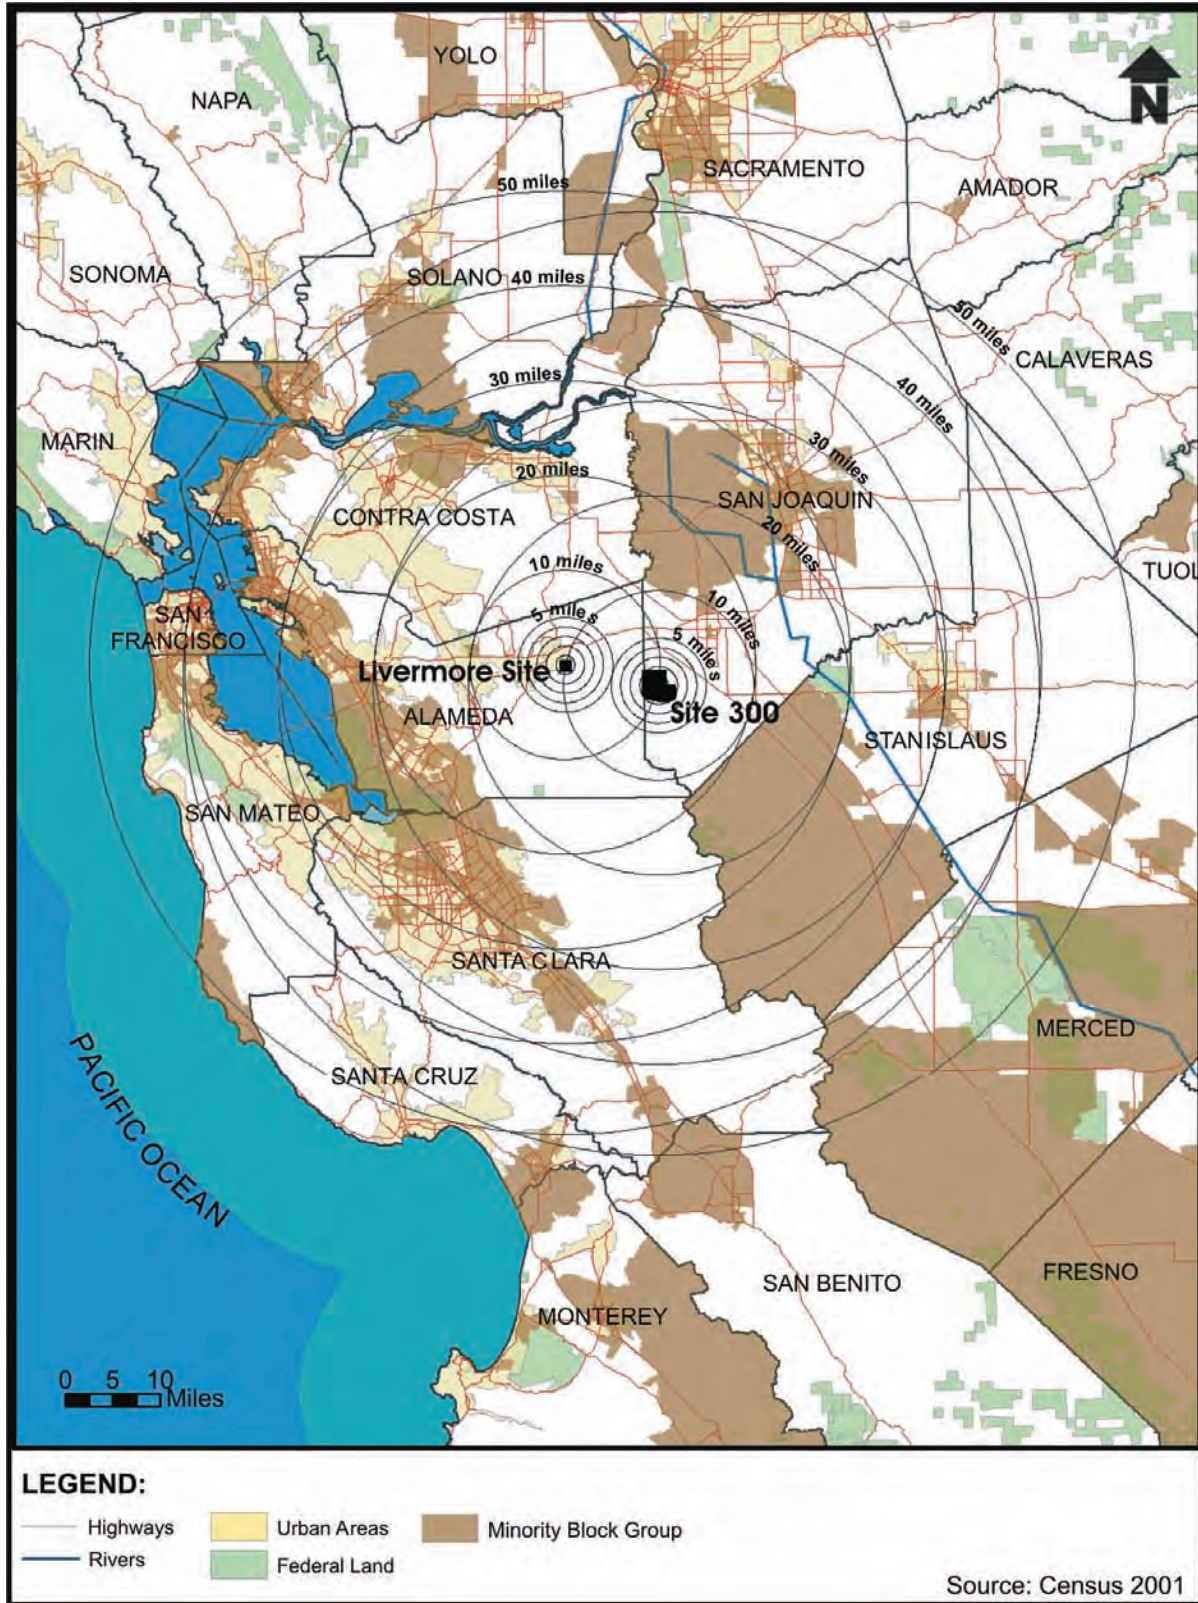 YOLO
NAPA
N
SACRAMENTO
AMADOR
50 miles
SONOMA
SOLANO
40 miles
50 miles
CALAVERAS
30 miles
40 miles
MARIN
30 miles
20 miles
CONTRA COSTA
SAN JOAQUIN
20 miles
10 miles
TUOL
5 miles
10 miles
SAN
FRANCISCO
5 miles
Livermore Site
Site 300
ALAMEDA
STANISLAUS
SAN MATEO
SANTA CLARA
MERCED
PACIFIC OCEAN
SANTA CRUZ
FRESNO
SAN BENITO
MONTEREY
0 5 10
Miles
LEGEND:
Highways
Urban Areas
Minority Block Group
Rivers
Federal Land
Source: Census 2001